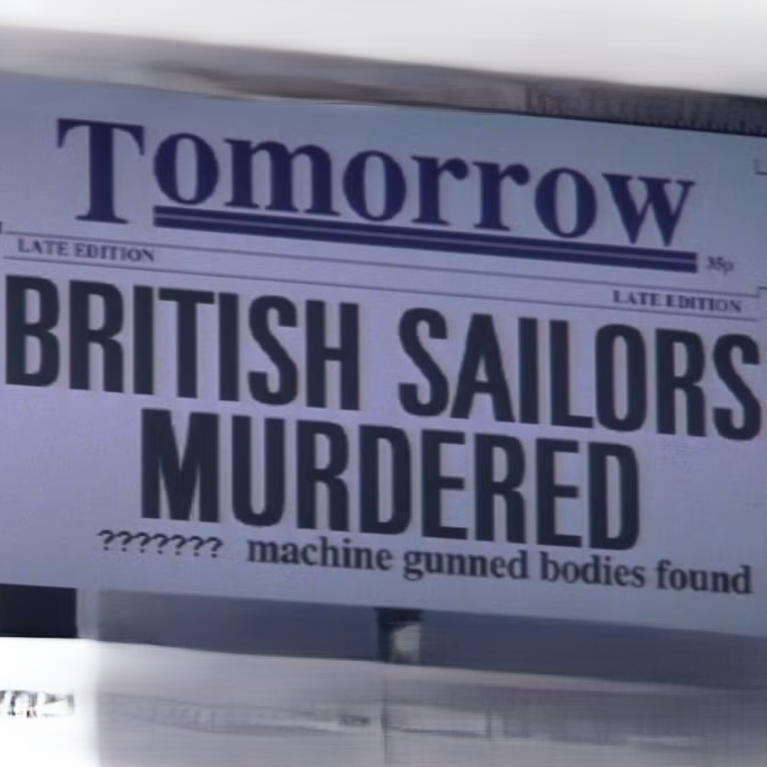 Tomorrow
35p
LATE EDITION
LATE EDITION
BRITISH SAILORS
MURDERED
??????? machine gunned bodies found